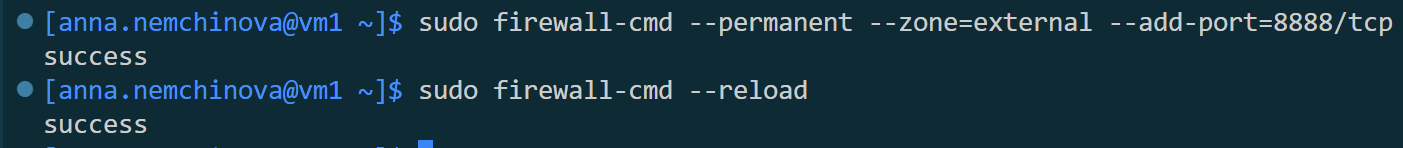 [anna.nemchinova@vm1 ~]$ sudo firewall-cmd --permanent --zone=external --add-port=8888/tcp
success
[anna.nemchinova@vm1 ~]$ sudo firewall-cmd --reload
success